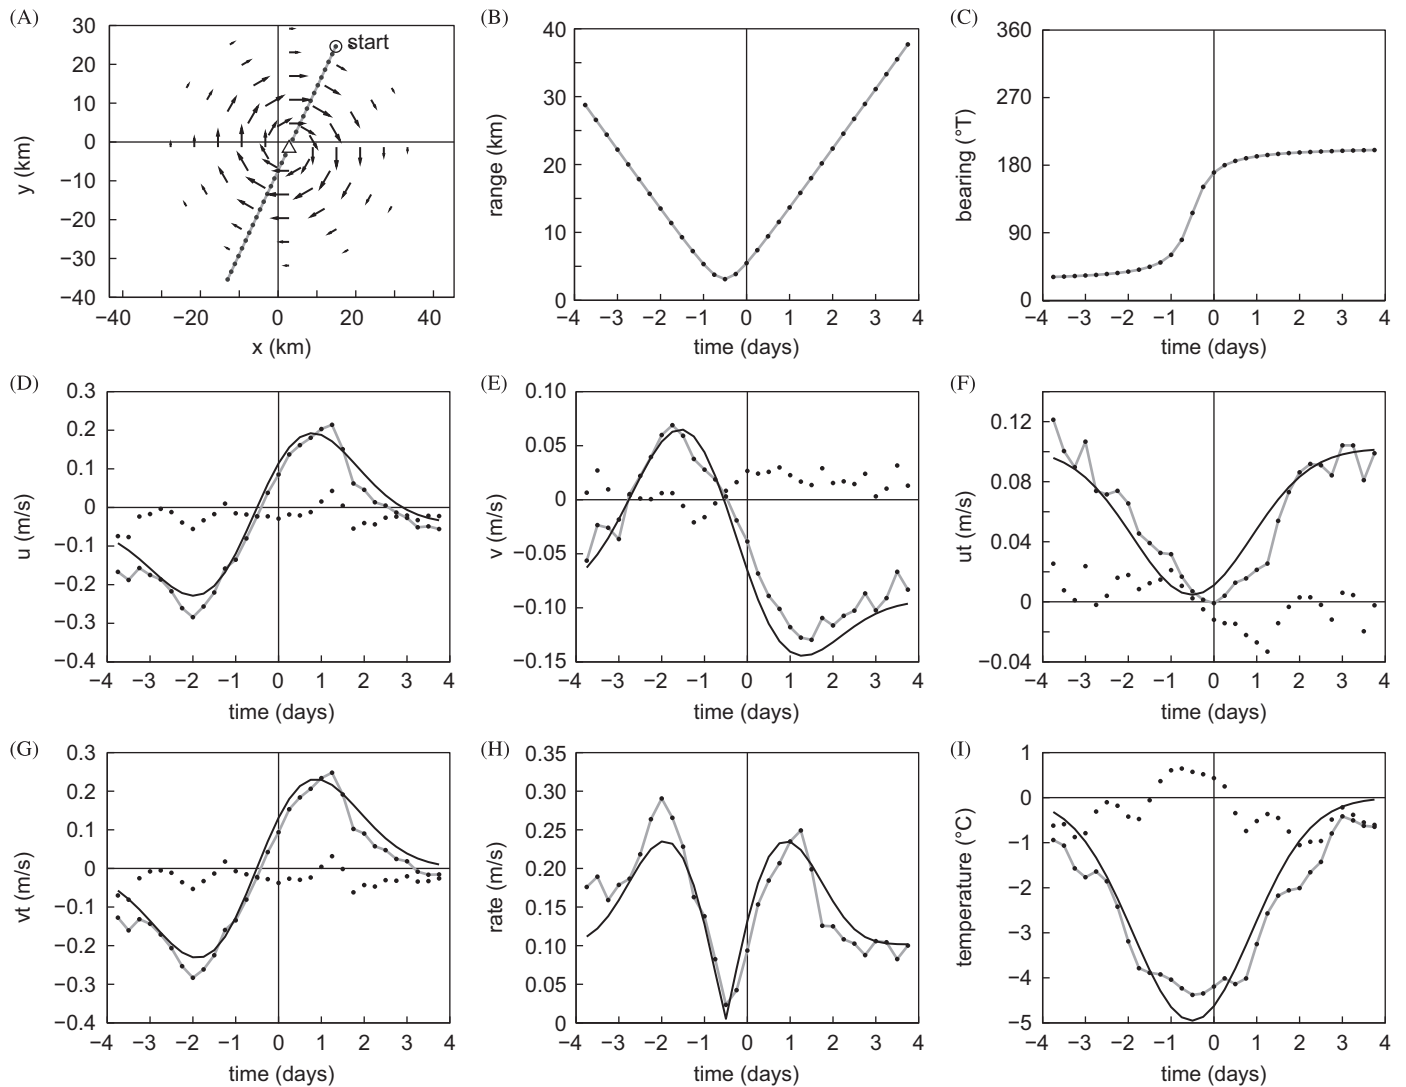 (A)
30
20
10
0
−10
−20
−30
−40
y (km)
start
−40 −20 0 20 40
x (km)
(B)
40
30
20
10
0
range (km)
−4 −3 −2 −1 0 1 2 3 4
time (days)
(C)
360
270
180
90
0
bearing (°T)
−4 −3 −2 −1 0 1 2 3 4
time (days)
(D)
0.3
0.2
0.1
0
−0.1
−0.2
−0.3
−0.4
u (m/s)
−4 −3 −2 −1 0 1 2 3 4
time (days)
(E)
0.10
0.05
0
−0.05
−0.10
−0.15
v (m/s)
−4 −3 −2 −1 0 1 2 3 4
time (days)
(F)
0.12
0.08
0.04
0
−0.04
ut (m/s)
−4 −3 −2 −1 0 1 2 3 4
time (days)
(G)
0.3
0.2
0.1
0
−0.1
−0.2
−0.3
−0.4
vt (m/s)
−4 −3 −2 −1 0 1 2 3 4
time (days)
(H)
0.35
0.30
0.25
0.20
0.15
0.10
0.05
0
rate (m/s)
−4 −3 −2 −1 0 1 2 3 4
time (days)
(I)
1
0
−1
−2
−3
−4
−5
temperature (°C)
−4 −3 −2 −1 0 1 2 3 4
time (days)